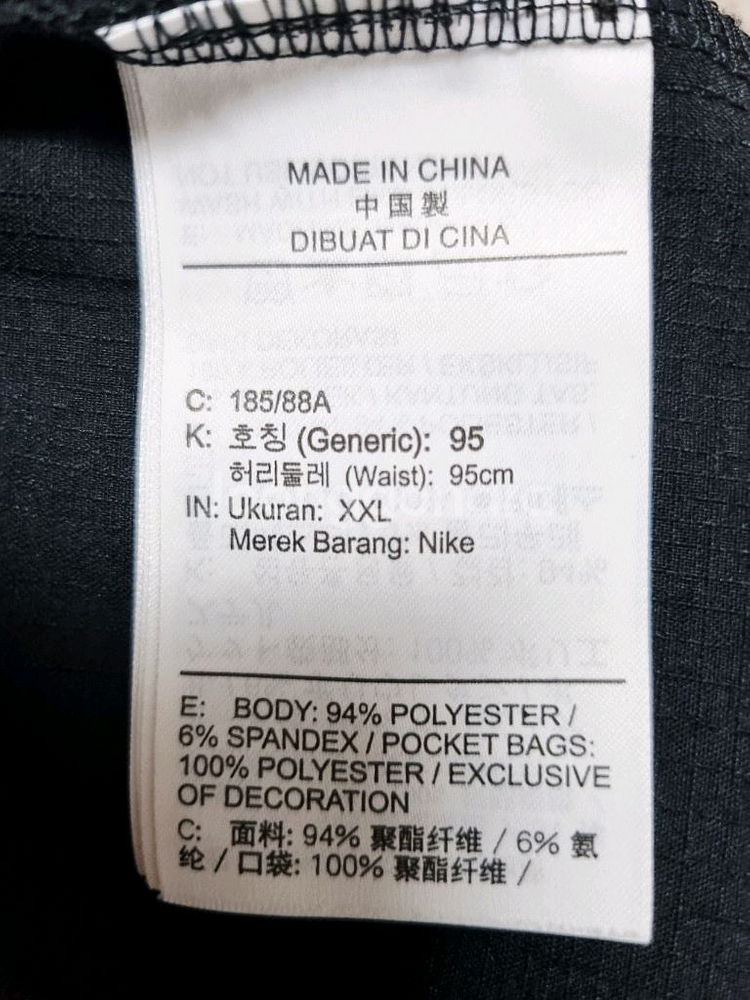 MADE IN CHINA
中国製
DIBUAT DI CINA
C: 185/88A
K: 호칭 (Generic): 95
허리둘레 (Waist): 95cm
IN: Ukuran: XXL
Merek Barang: Nike
E: BODY: 94% POLYESTER /
6% SPANDEX / POCKET BAGS:
100% POLYESTER / EXCLUSIVE
OF DECORATION
C: 面料: 94% 聚酯纤维 / 6% 氨
纶 / 口袋: 100% 聚酯纤维 /